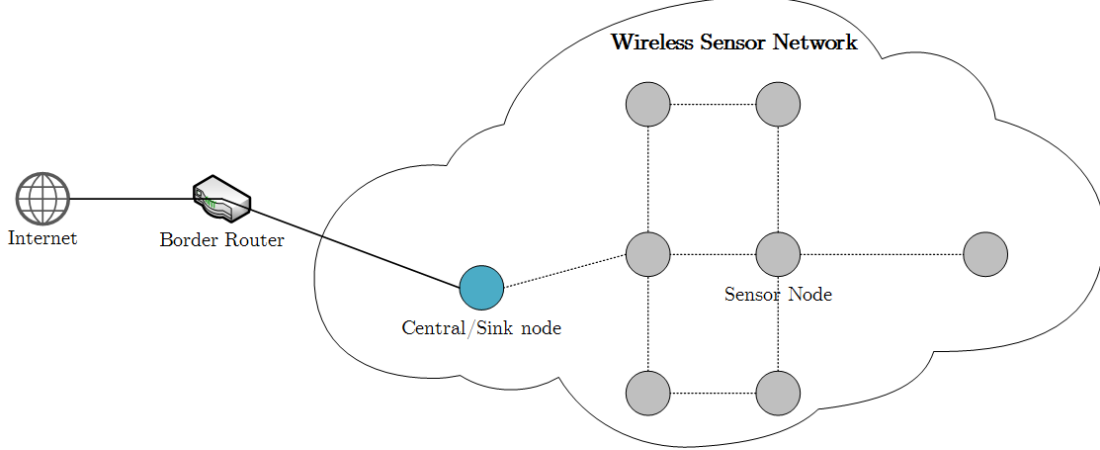 Wireless Sensor Network
Internet
Border Router
Sensor Node
Central/Sink node